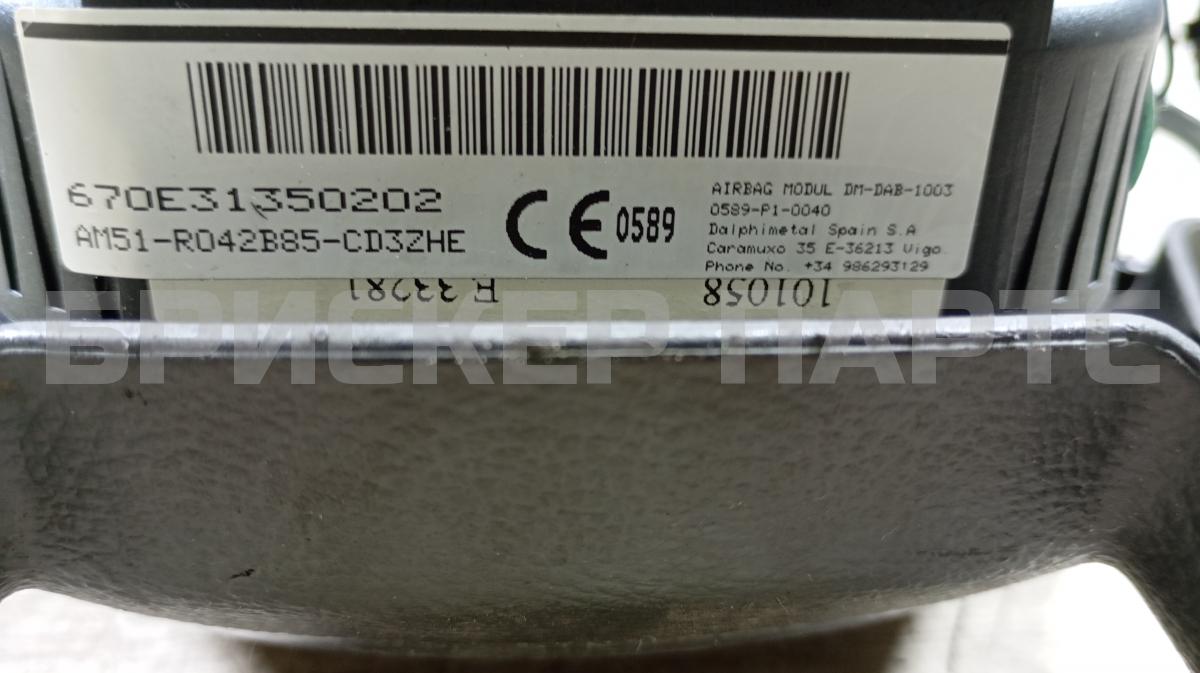 670E31350202
AM51-R042B85-CD3ZHE
CE 0589
AIRBAG MODUL DM-DAB-1003
0589-P1-0040
Dalphimetal Spain S.A
Caramuxo 35 E-36213 Vigo.
Phone No. +34 986293129
101058
E 33281
БРИСКЕР ПАРТС